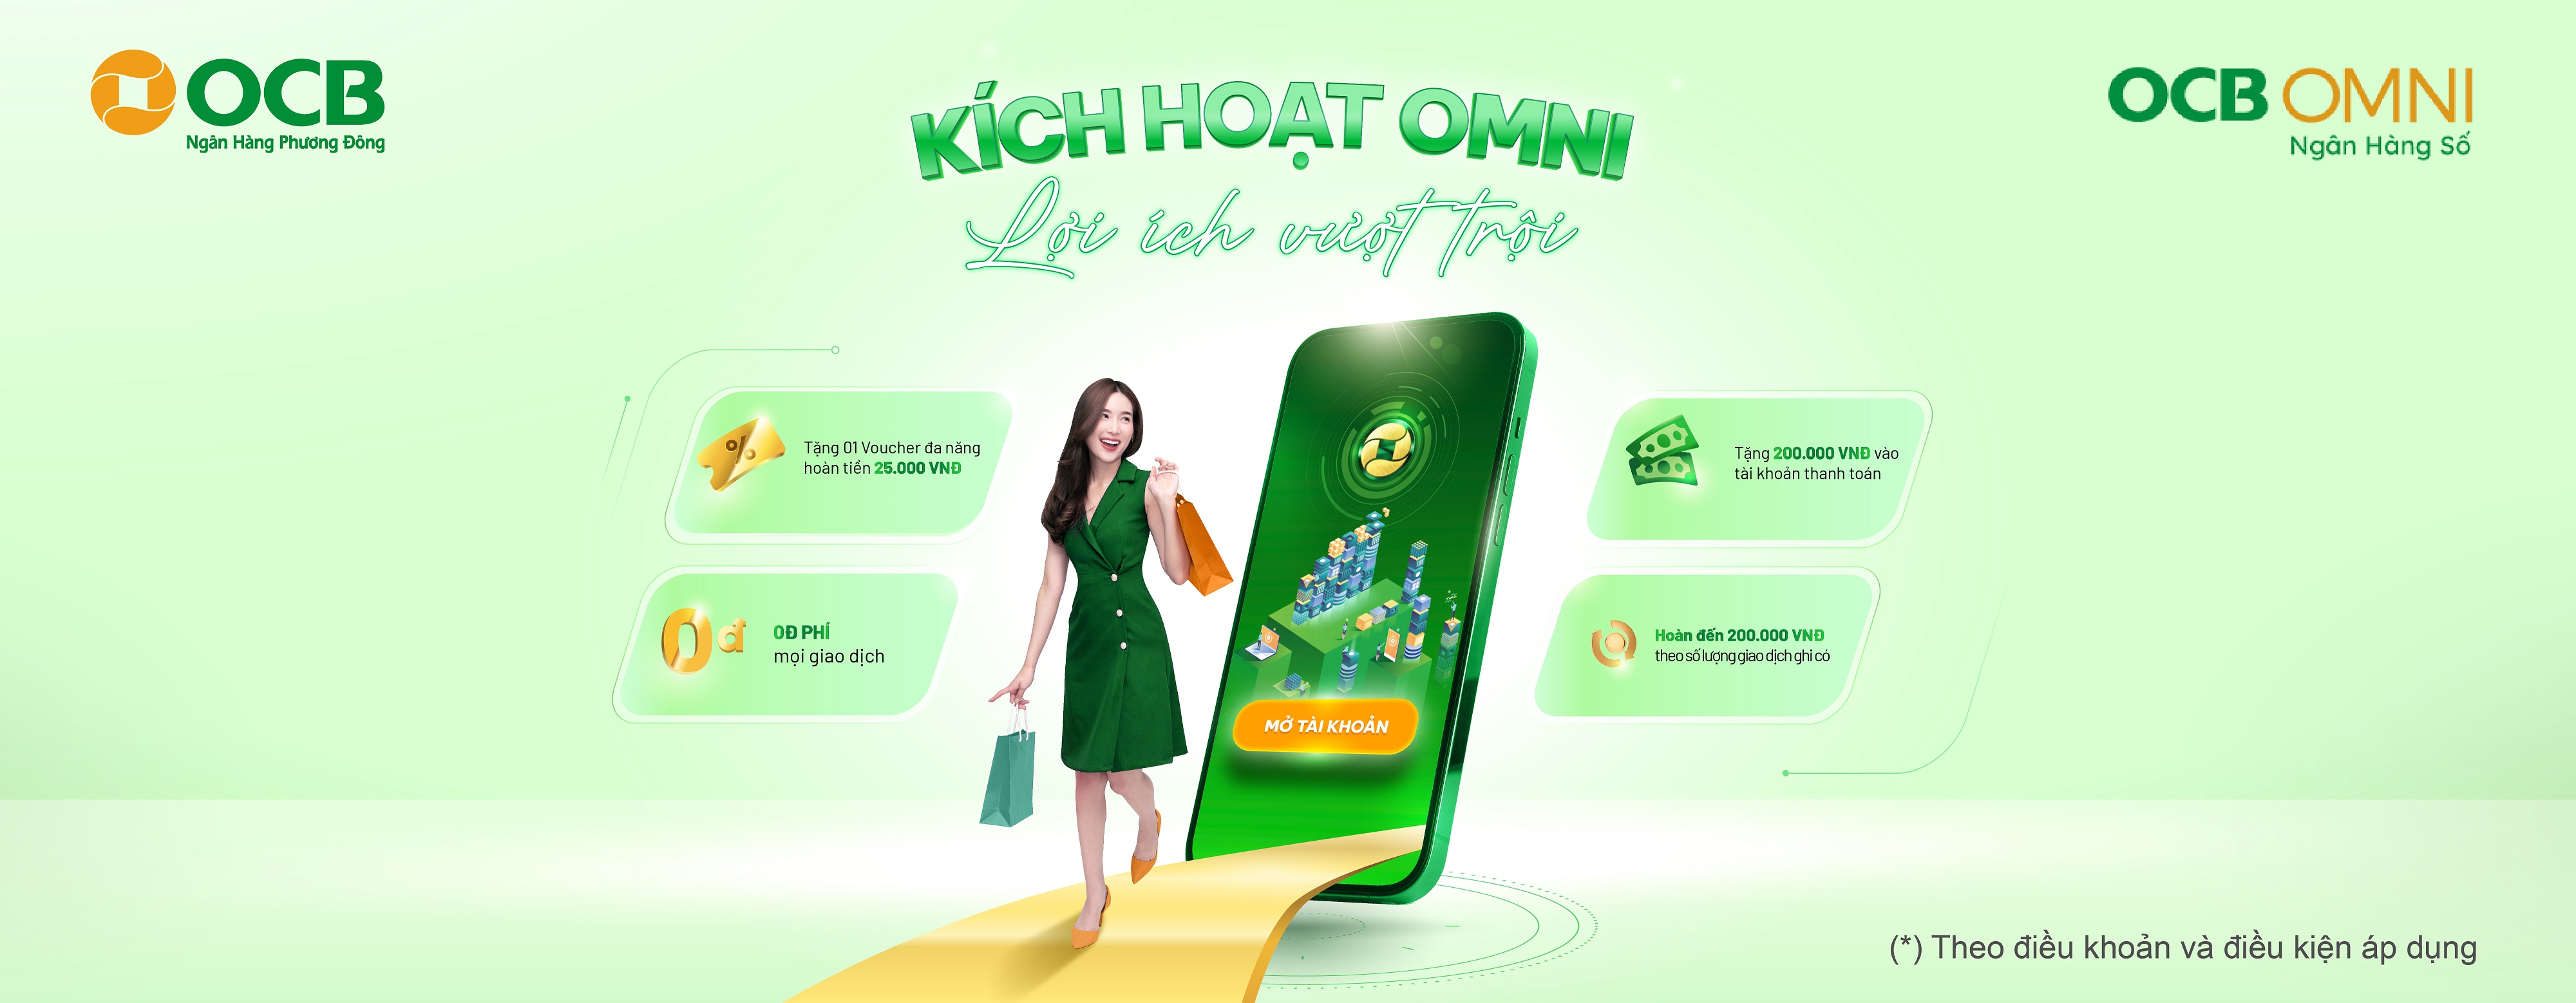 OCB
Ngân Hàng Phương Đông
OCB OMNI
Ngân Hàng Số
KÍCH HOẠT OMNI
Lợi ích vượt trội
Tặng 01 Voucher đa năng
hoàn tiền 25.000 VNĐ
%
0đ
0Đ PHÍ
mọi giao dịch
MỞ TÀI KHOẢN
Tặng 200.000 VNĐ vào
tài khoản thanh toán
Hoàn đến 200.000 VNĐ
theo số lượng giao dịch ghi có
(*) Theo điều khoản và điều kiện áp dụng